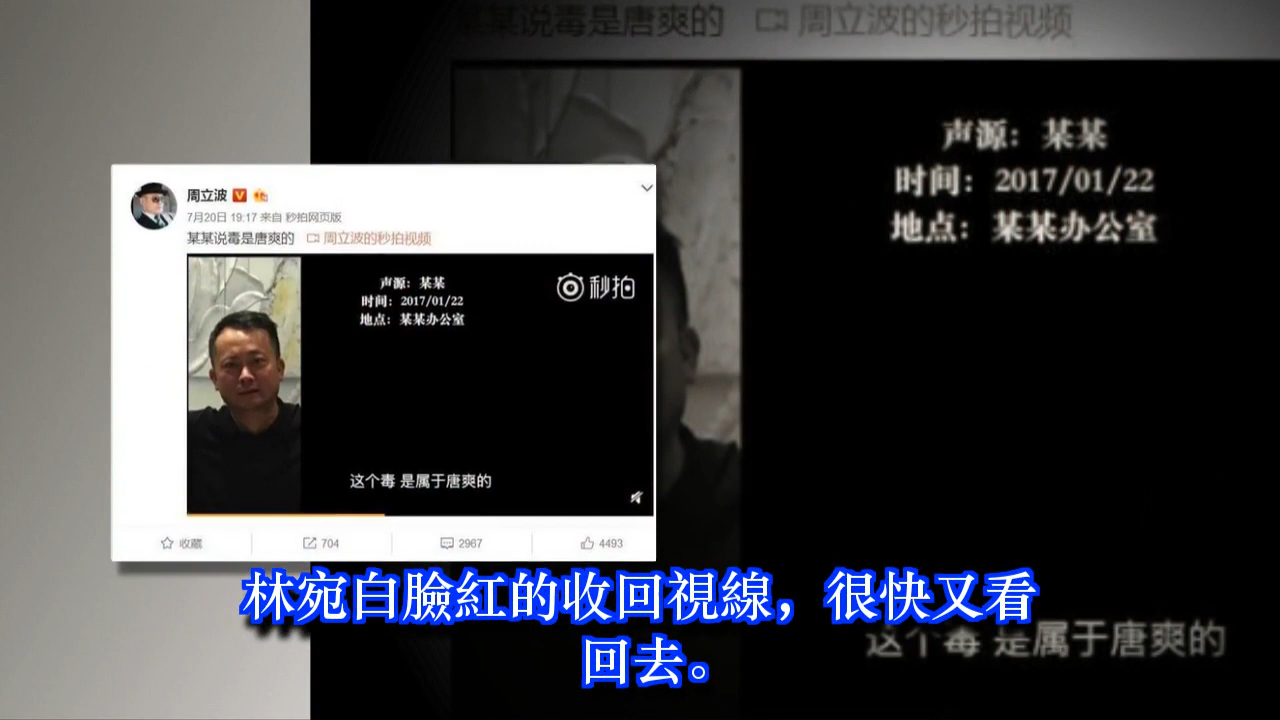 某说毒是唐爽的 周立波的秒拍视频
声源：某某
时间：2017/01/22
地点：某某办公室
周立波 V
7月20日 19:17 来自 秒拍网页版
某某说毒是唐爽的 周立波的秒拍视频
声源：某某
时间：2017/01/22
地点：某某办公室
秒拍
这个毒 是属于唐爽的
收藏 704 2967 4493
林宛白臉紅的收回視線，很快又看
回去。
这个毒 是属于唐爽的